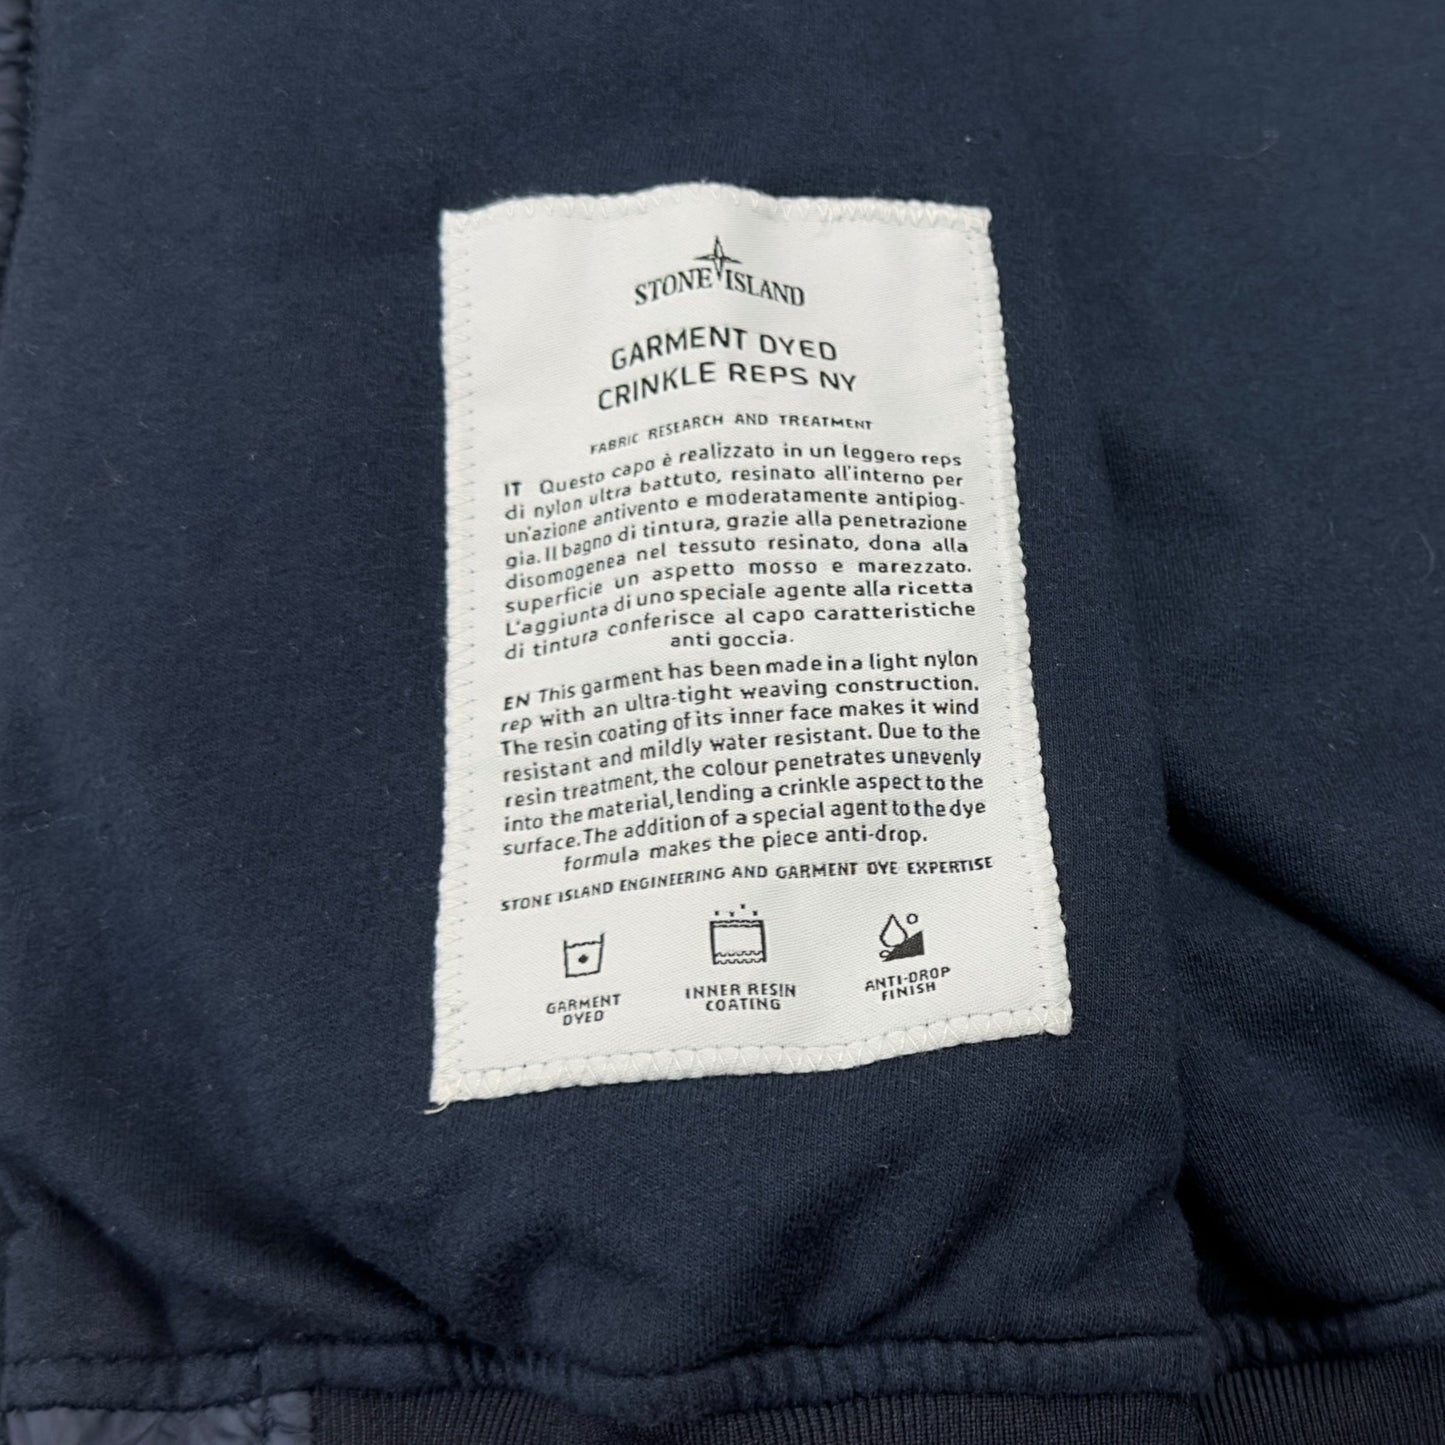 STONE ISLAND
GARMENT DYED
CRINKLE REPS NY
FABRIC RESEARCH AND TREATMENT
IT Questo capo è realizzato in un leggero reps
di nylon ultra battuto, resinato all'interno per
un'azione antivento e moderatamente antipiog-
gia. Il bagno di tintura, grazie alla penetrazione
disomogenea nel tessuto resinato, dona alla
superficie un aspetto mosso e marezzato.
L'aggiunta di uno speciale agente alla ricetta
di tintura conferisce al capo caratteristiche
anti goccia.
EN This garment has been made in a light nylon
rep with an ultra-tight weaving construction.
The resin coating of its inner face makes it wind
resistant and mildly water resistant. Due to the
resin treatment, the colour penetrates unevenly
into the material, lending a crinkle aspect to the
surface. The addition of a special agent to the dye
formula makes the piece anti-drop.
STONE ISLAND ENGINEERING AND GARMENT DYE EXPERTISE
GARMENT
DYED
INNER RESIN
COATING
ANTI-DROP
FINISH